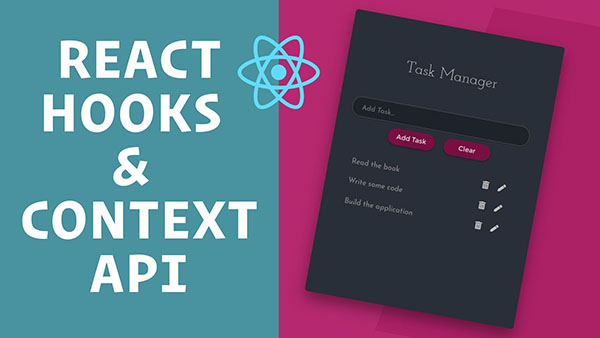 REACT
HOOKS
&
CONTEXT
API
Task Manager
Add Task...
Add Task
Clear
Read the book
Write some code
Build the application